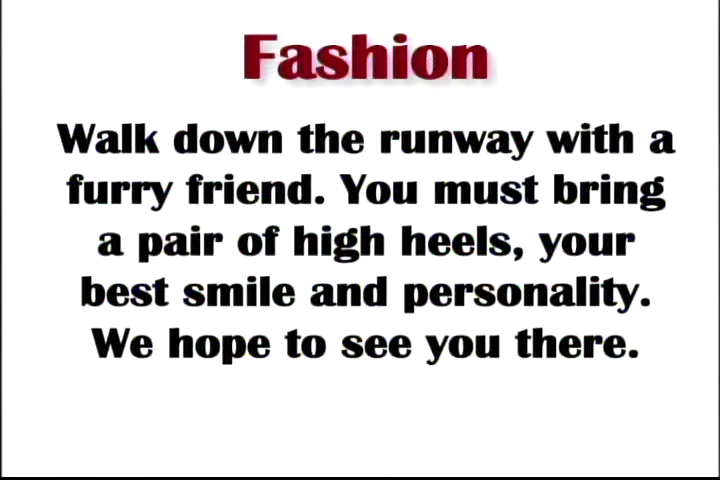 Fashion
Walk down the runway with a
furry friend. You must bring
a pair of high heels, your
best smile and personality.
We hope to see you there.